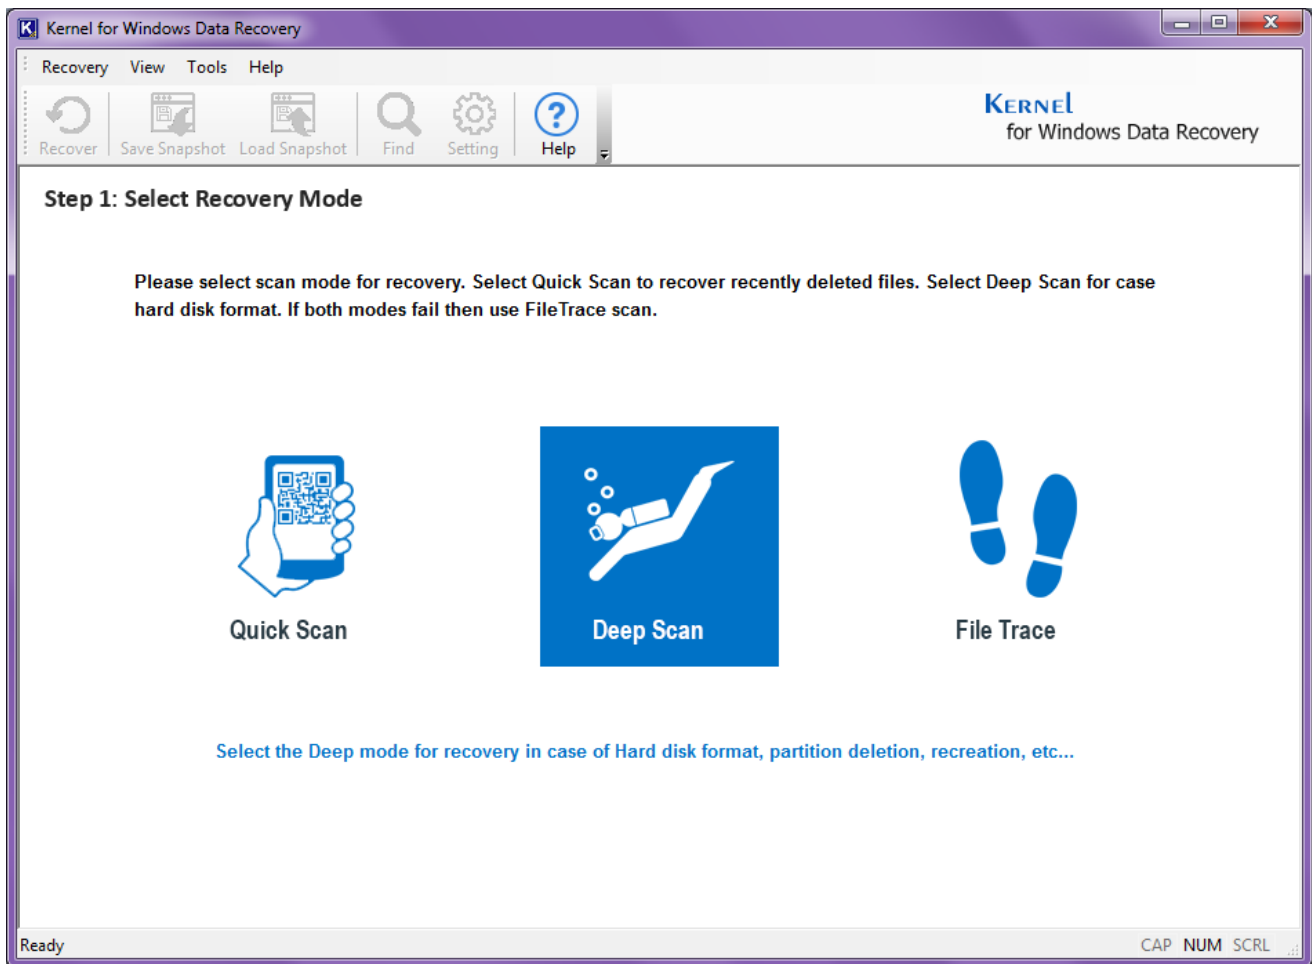 Kernel for Windows Data Recovery
Recovery View Tools Help
Recover Save Snapshot Load Snapshot Find Setting Help
KERNEL
for Windows Data Recovery
Step 1: Select Recovery Mode
Please select scan mode for recovery. Select Quick Scan to recover recently deleted files. Select Deep Scan for case
hard disk format. If both modes fail then use FileTrace scan.
Quick Scan Deep Scan File Trace
Select the Deep mode for recovery in case of Hard disk format, partition deletion, recreation, etc...
Ready CAP NUM SCRL